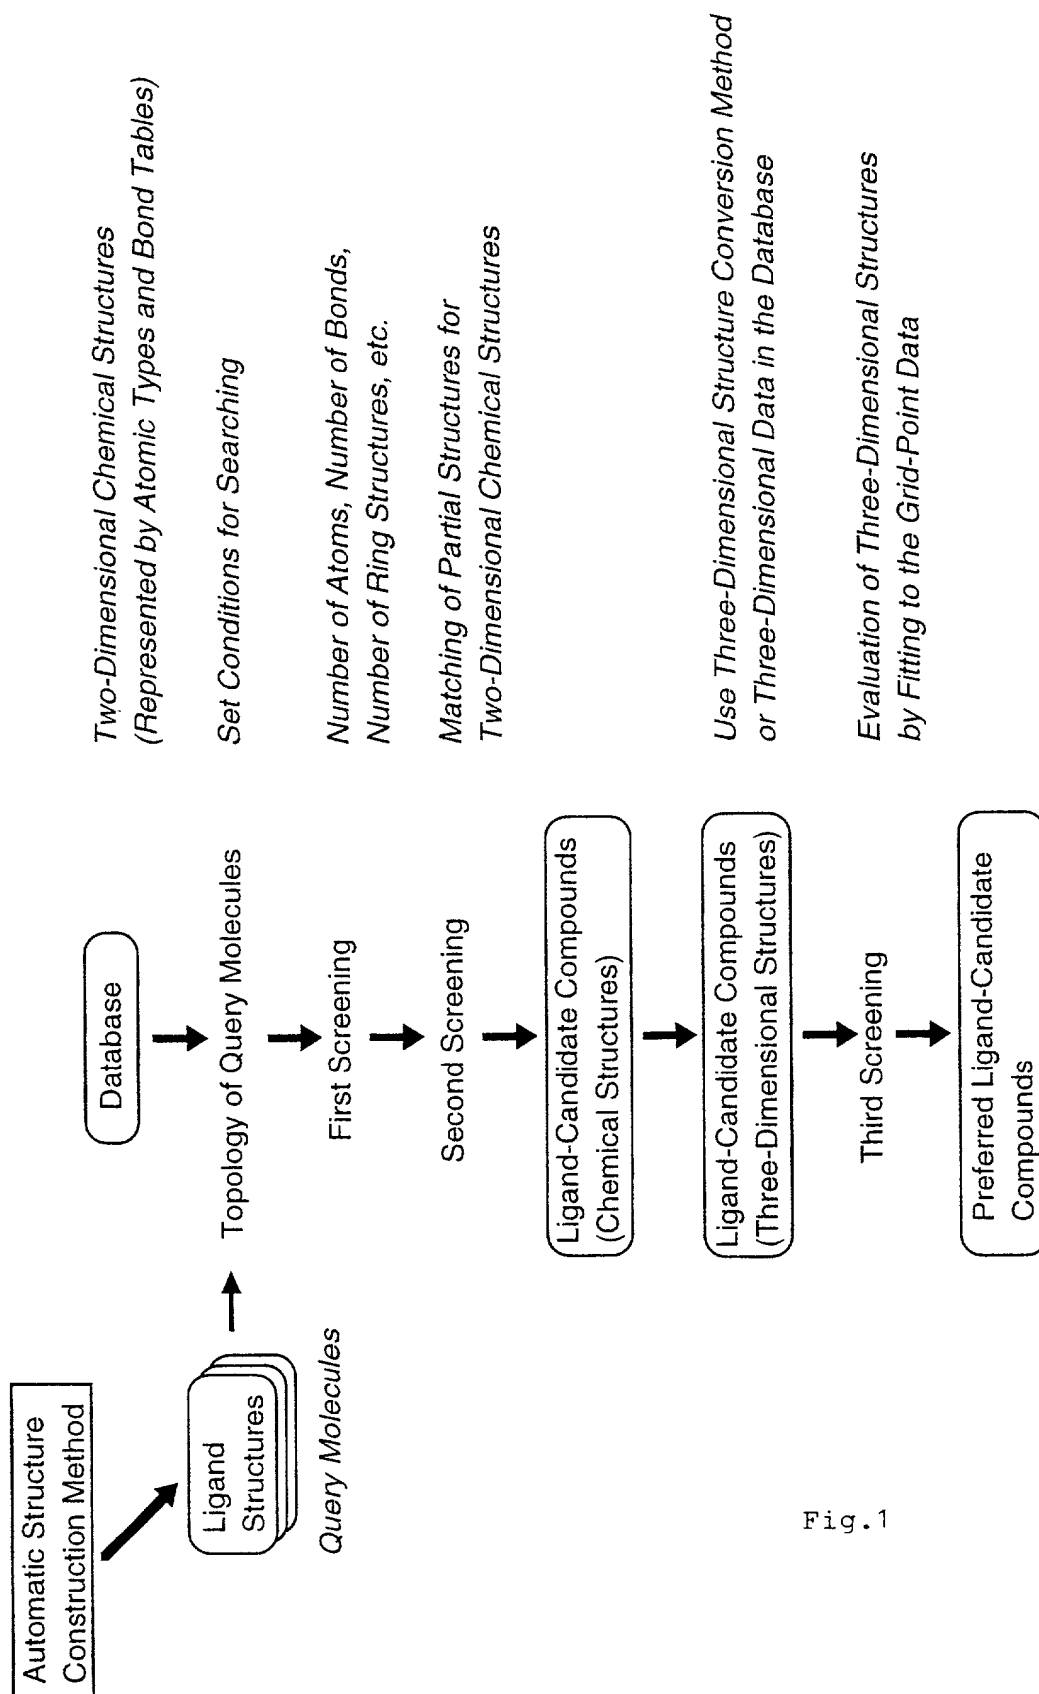 Automatic Structure
Construction Method
Ligand
Structures
Query Molecules
Database
Topology of Query Molecules
First Screening
Second Screening
Ligand-Candidate Compounds
(Chemical Structures)
Ligand-Candidate Compounds
(Three-Dimensional Structures)
Third Screening
Preferred Ligand-Candidate
Compounds
Two-Dimensional Chemical Structures
(Represented by Atomic Types and Bond Tables)
Set Conditions for Searching
Number of Atoms, Number of Bonds,
Number of Ring Structures, etc.
Matching of Partial Structures for
Two-Dimensional Chemical Structures
Use Three-Dimensional Structure Conversion Method
or Three-Dimensional Data in the Database
Evaluation of Three-Dimensional Structures
by Fitting to the Grid-Point Data
Fig.1